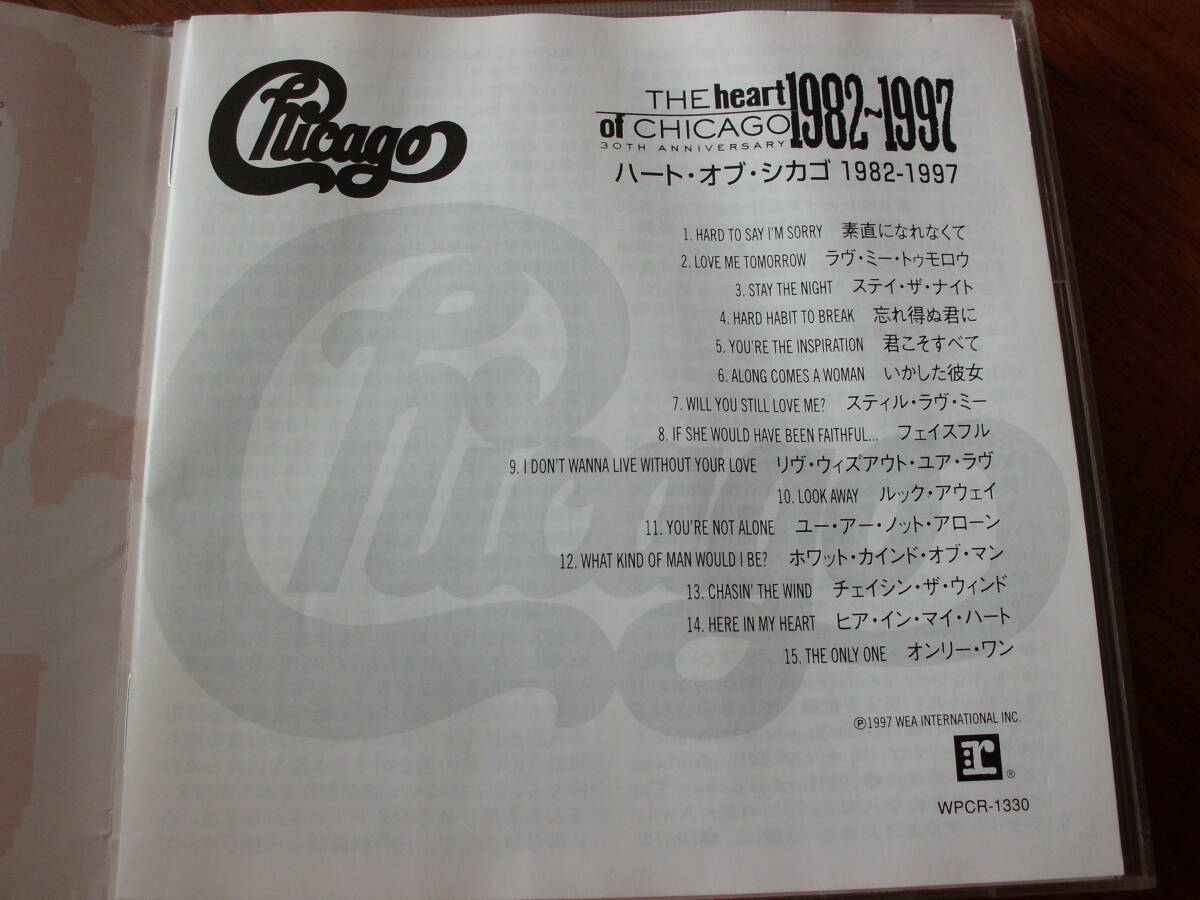 Chicago
THE heart 1982~1997
of CHICAGO
30TH ANNIVERSARY
ハート・オブ・シカゴ 1982-1997
Chicago
1. HARD TO SAY I'M SORRY 素直になれなくて
2. LOVE ME TOMORROW ラヴ・ミー・トゥモロウ
3. STAY THE NIGHT ステイ・ザ・ナイト
4. HARD HABIT TO BREAK 忘れ得ぬ君に
5. YOU'RE THE INSPIRATION 君こそすべて
6. ALONG COMES A WOMAN いかした彼女
7. WILL YOU STILL LOVE ME? スティル・ラヴ・ミー
8. IF SHE WOULD HAVE BEEN FAITHFUL... フェイスフル
9. I DON'T WANNA LIVE WITHOUT YOUR LOVE リヴ・ウィズアウト・ユア・ラヴ
10. LOOK AWAY ルック・アウェイ
11. YOU'RE NOT ALONE ユー・アー・ノット・アローン
12. WHAT KIND OF MAN WOULD I BE? ホワット・カインド・オブ・マン
13. CHASIN' THE WIND チェイシン・ザ・ウィンド
14. HERE IN MY HEART ヒア・イン・マイ・ハート
15. THE ONLY ONE オンリー・ワン
℗1997 WEA INTERNATIONAL INC.
r ®
WPCR-1330